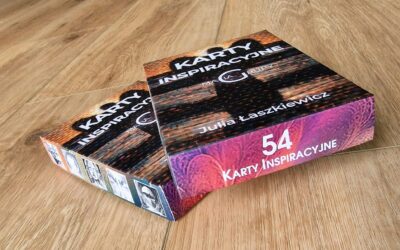 KARTY
INSPIRACYJNE
KARTY
INSPIRACYJNE
Julia Łaszkiewicz
54
KARTY INSPIRACYJNE